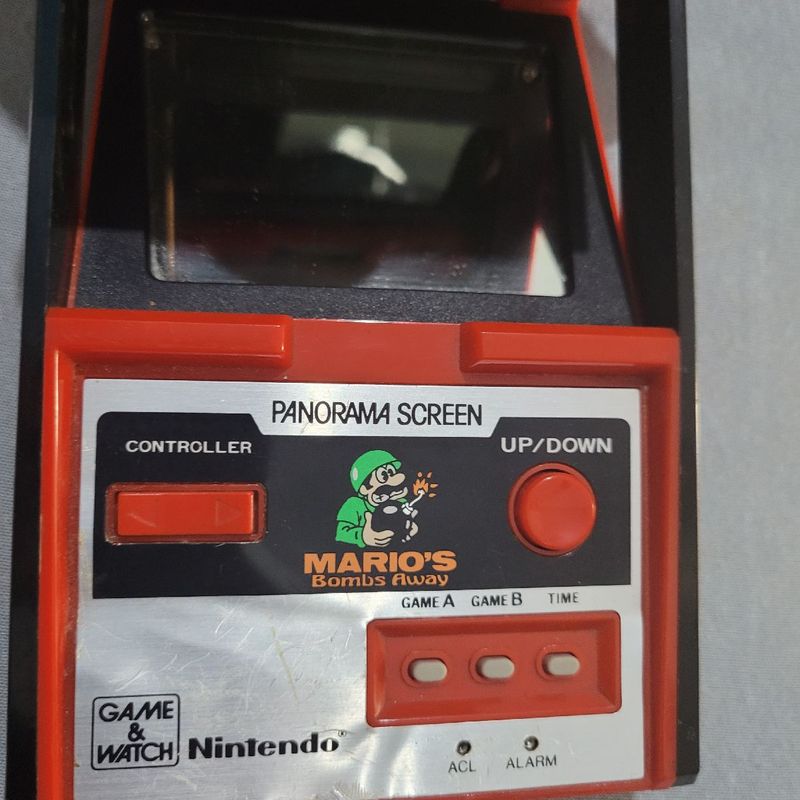 PANORAMA SCREEN
CONTROLLER
UP/DOWN
MARIO'S
Bombs Away
GAME A GAME B TIME
GAME
&
WATCH
Nintendo®
ACL ALARM